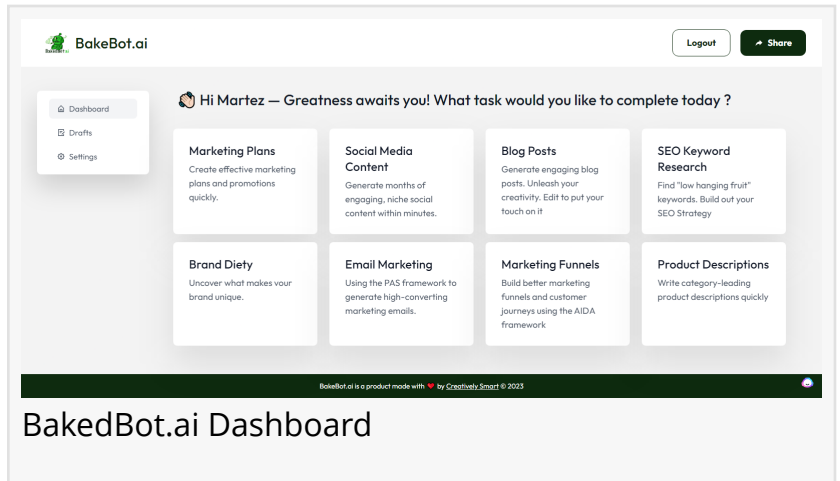 BakeBot.ai
Logout
Share
Dashboard
Drafts
Settings
Hi Martez — Greatness awaits you! What task would you like to complete today ?
Marketing Plans
Create effective marketing
plans and promotions
quickly.
Social Media
Content
Generate months of
engaging, niche social
content within minutes.
Blog Posts
Generate engaging blog
posts. Unleash your
creativity. Edit to put your
touch on it
SEO Keyword
Research
Find "low hanging fruit"
keywords. Build out your
SEO Strategy
Brand Diety
Uncover what makes your
brand unique.
Email Marketing
Using the PAS framework to
generate high-converting
marketing emails.
Marketing Funnels
Build better marketing
funnels and customer
journeys using the AIDA
framework
Product Descriptions
Write category-leading
product descriptions quickly
BakeBot.ai is a product made with ❤️ by Creatively Smart © 2023
BakedBot.ai Dashboard